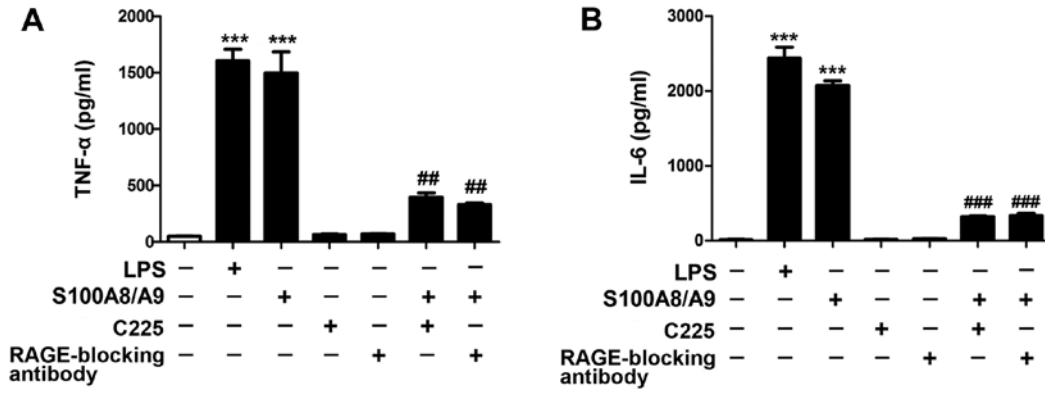 A
TNF-α (pg/ml)
2000
1500
1000
500
0
*** ***
## ##
LPS − + − − − − −
S100A8/A9 − − + − − + +
C225 − − − + − + −
RAGE-blocking − − − − + − +
antibody
B
IL-6 (pg/ml)
3000
2000
1000
0
***
***
### ###
LPS − + − − − − −
S100A8/A9 − − + − − + +
C225 − − − + − + −
RAGE-blocking − − − − + − +
antibody